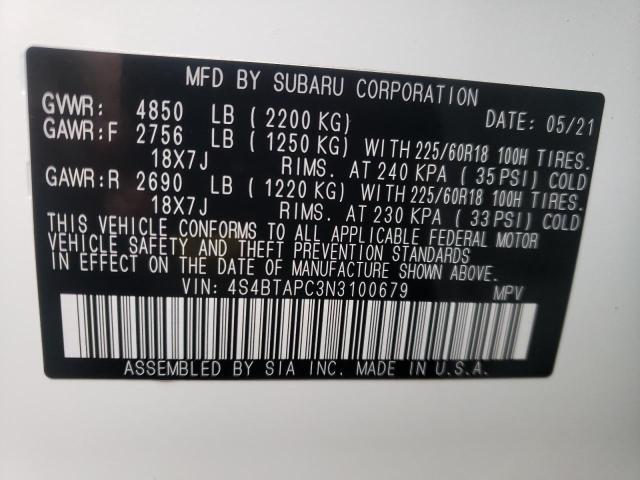 MFD BY SUBARU CORPORATION
GVWR: 4850 LB ( 2200 KG) DATE: 05/21
GAWR:F 2756 LB ( 1250 KG) WITH 225/60R18 100H TIRES.
18X7J RIMS. AT 240 KPA ( 35 PSI) COLD
GAWR:R 2690 LB ( 1220 KG) WITH 225/60R18 100H TIRES.
18X7J RIMS. AT 230 KPA ( 33 PSI) COLD
THIS VEHICLE CONFORMS TO ALL APPLICABLE FEDERAL MOTOR
VEHICLE SAFETY AND THEFT PREVENTION STANDARDS
IN EFFECT ON THE DATE OF MANUFACTURE SHOWN ABOVE.
VIN: 4S4BTAPC3N3100679 MPV
ASSEMBLED BY SIA INC. MADE IN U.S.A.